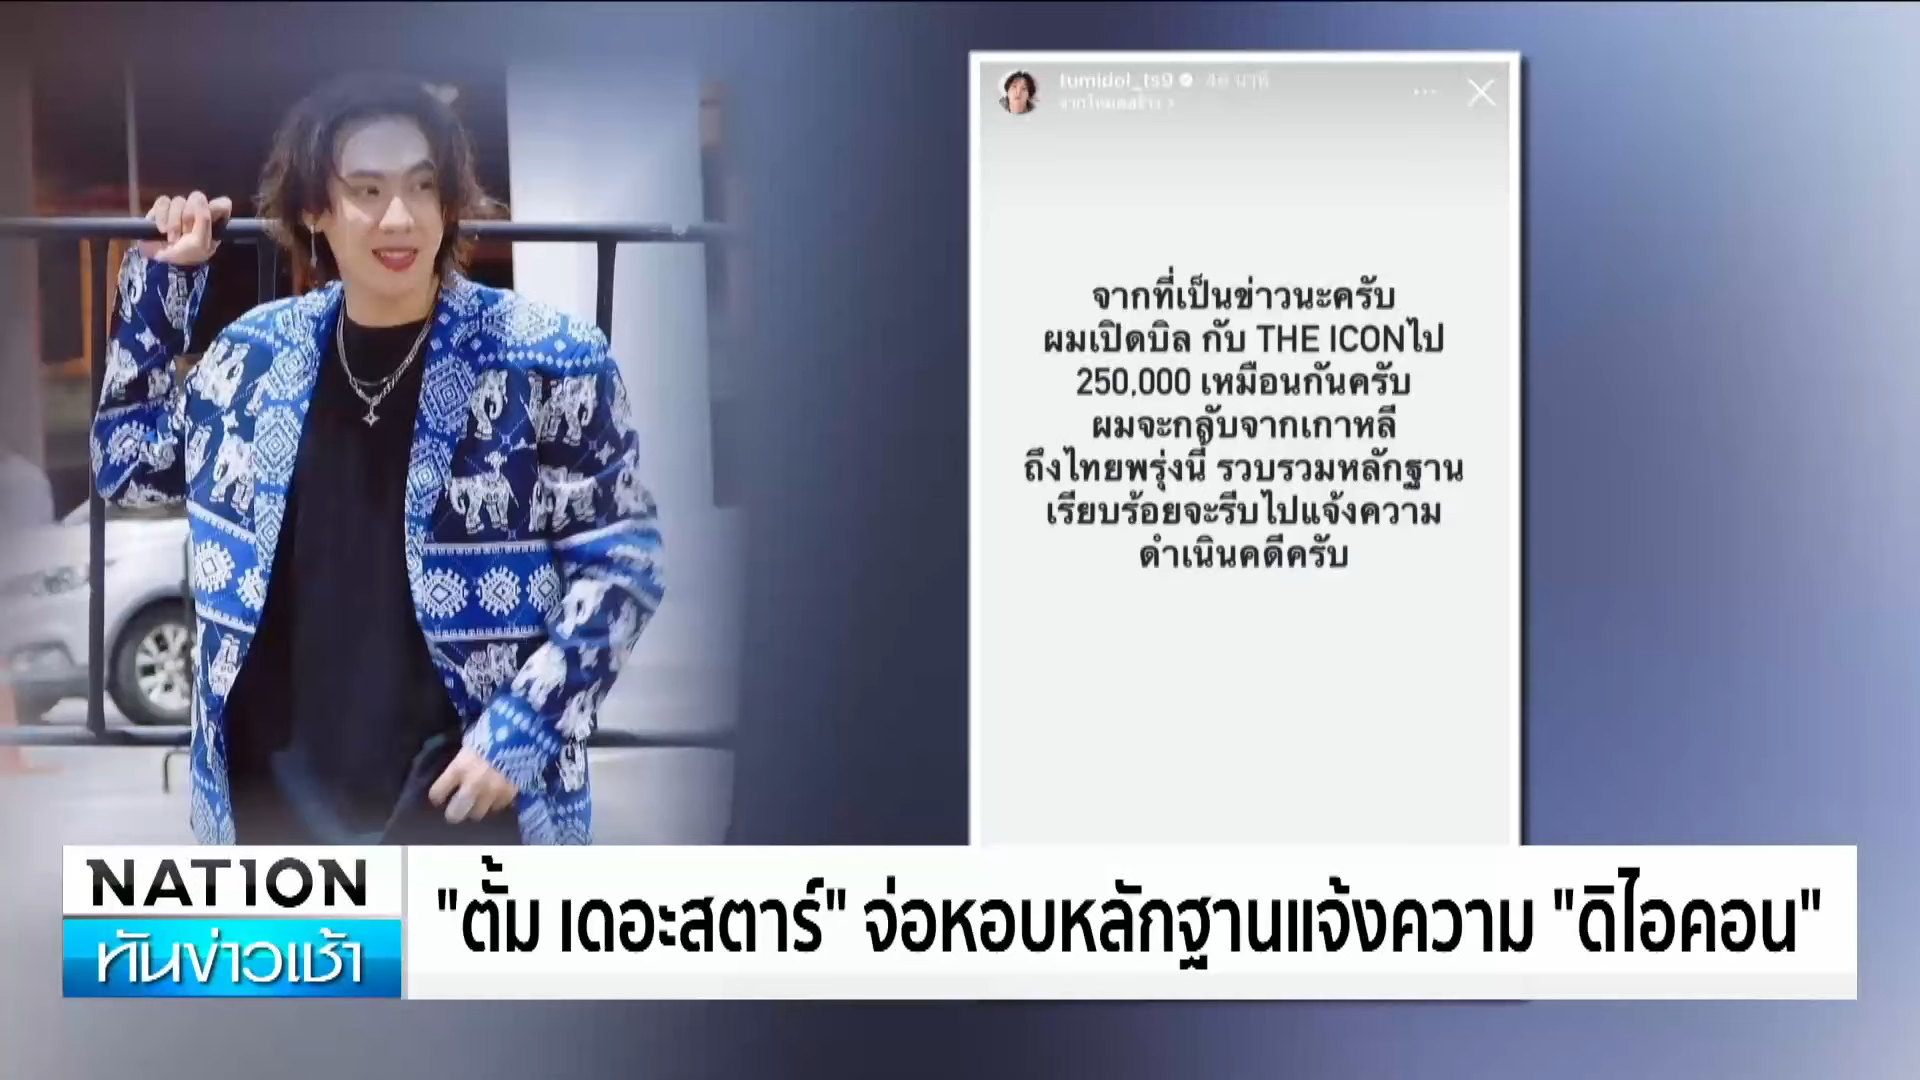 tumidol_ts9 46 นาที
จากที่เป็นข่าวนะครับ
ผมเปิดบิล กับ THE ICONไป
250,000 เหมือนกันครับ
ผมจะกลับจากเกาหลี
ถึงไทยพรุ่งนี้ รวบรวมหลักฐาน
เรียบร้อยจะรีบไปแจ้งความ
ดำเนินคดีครับ
NATION
ทันข่าวเช้า
"ตั้ม เดอะสตาร์" จ่อหอบหลักฐานแจ้งความ "ดิไอคอน"